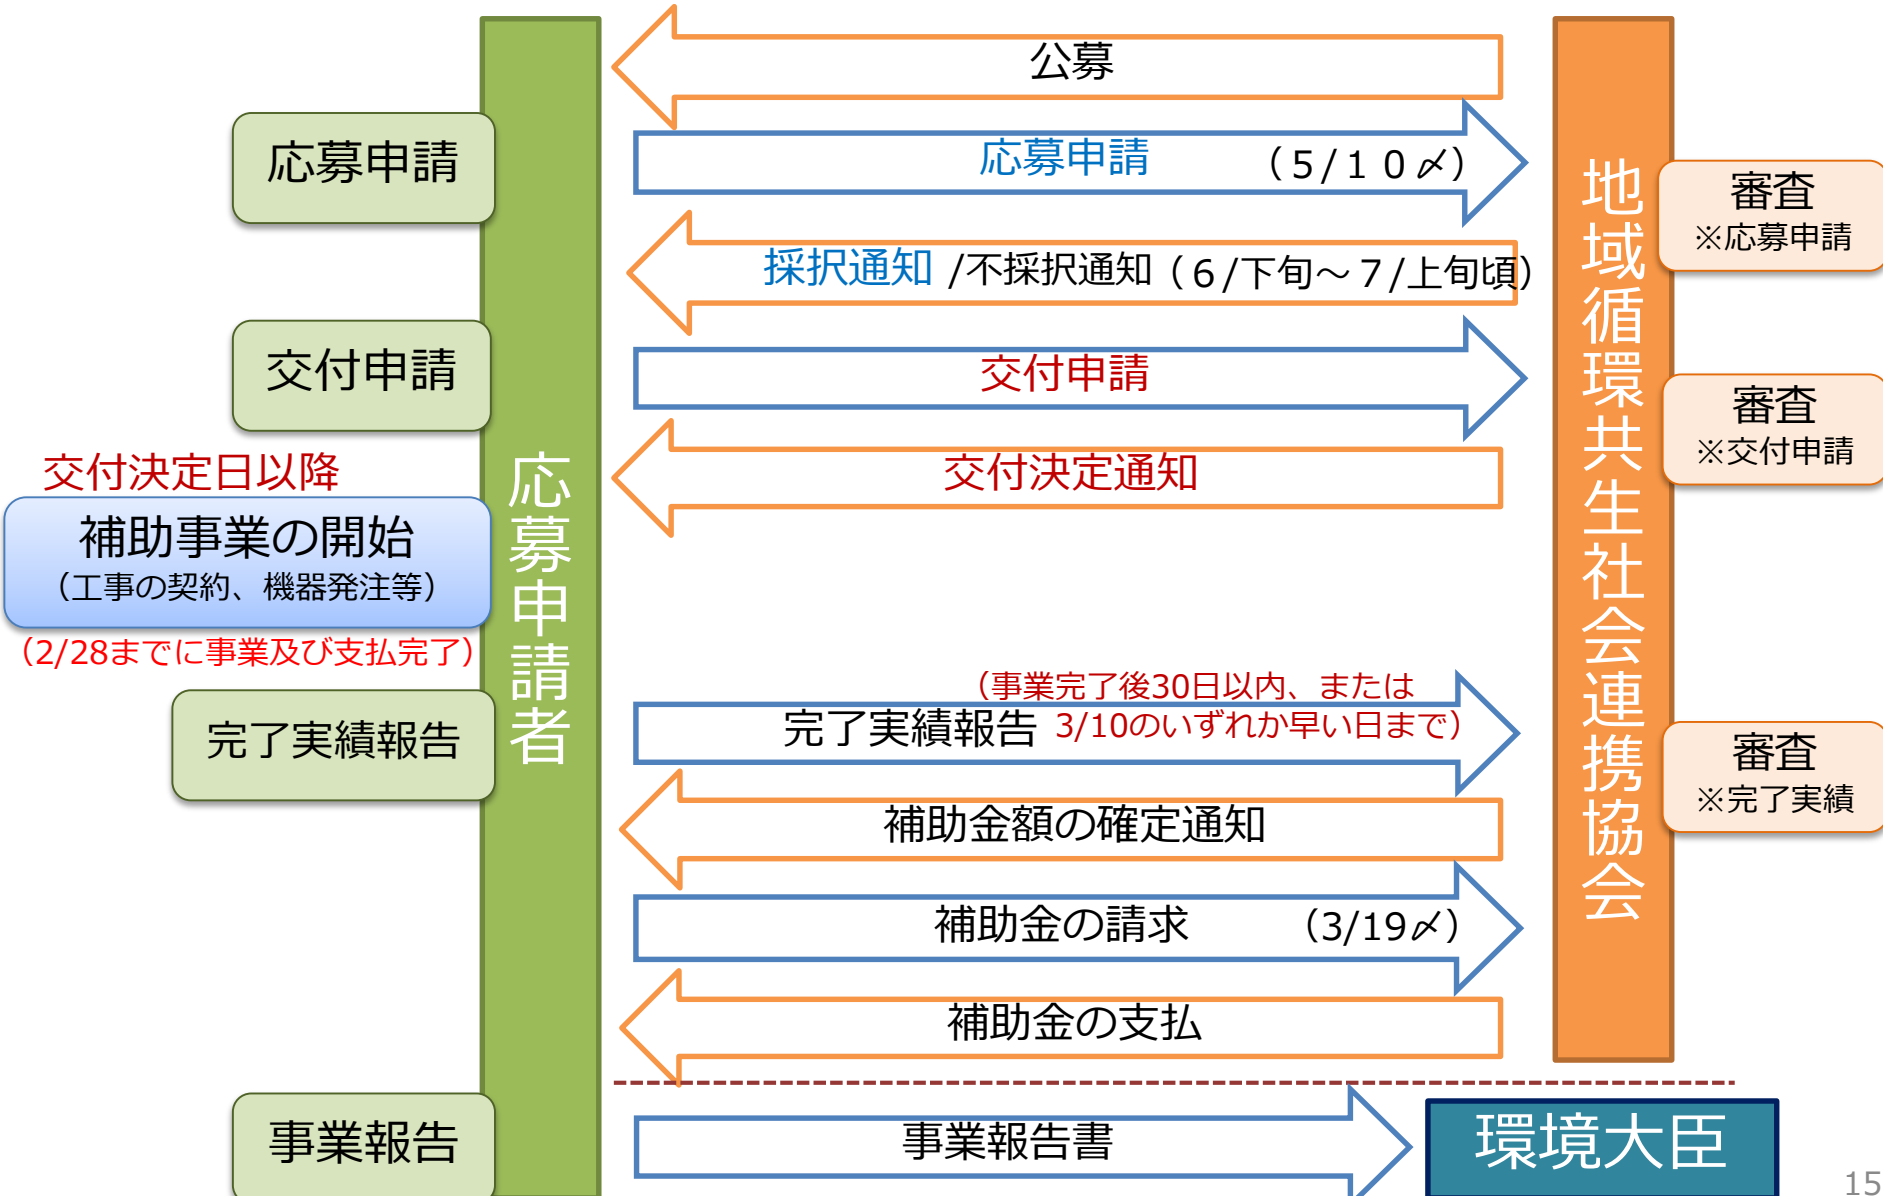 公募
応募申請
応募申請 （５/１０〆）
審査
※応募申請
採択通知 /不採択通知（６/下旬～７/上旬頃）
交付申請
交付申請
審査
※交付申請
交付決定通知
交付決定日以降
補助事業の開始
（工事の契約、機器発注等）
（2/28までに事業及び支払完了）
応募申請者
地域循環共生社会連携協会
完了実績報告
（事業完了後30日以内、または
完了実績報告 3/10のいずれか早い日まで）
審査
※完了実績
補助金額の確定通知
補助金の請求 （3/19〆）
補助金の支払
事業報告
事業報告書
環境大臣
15